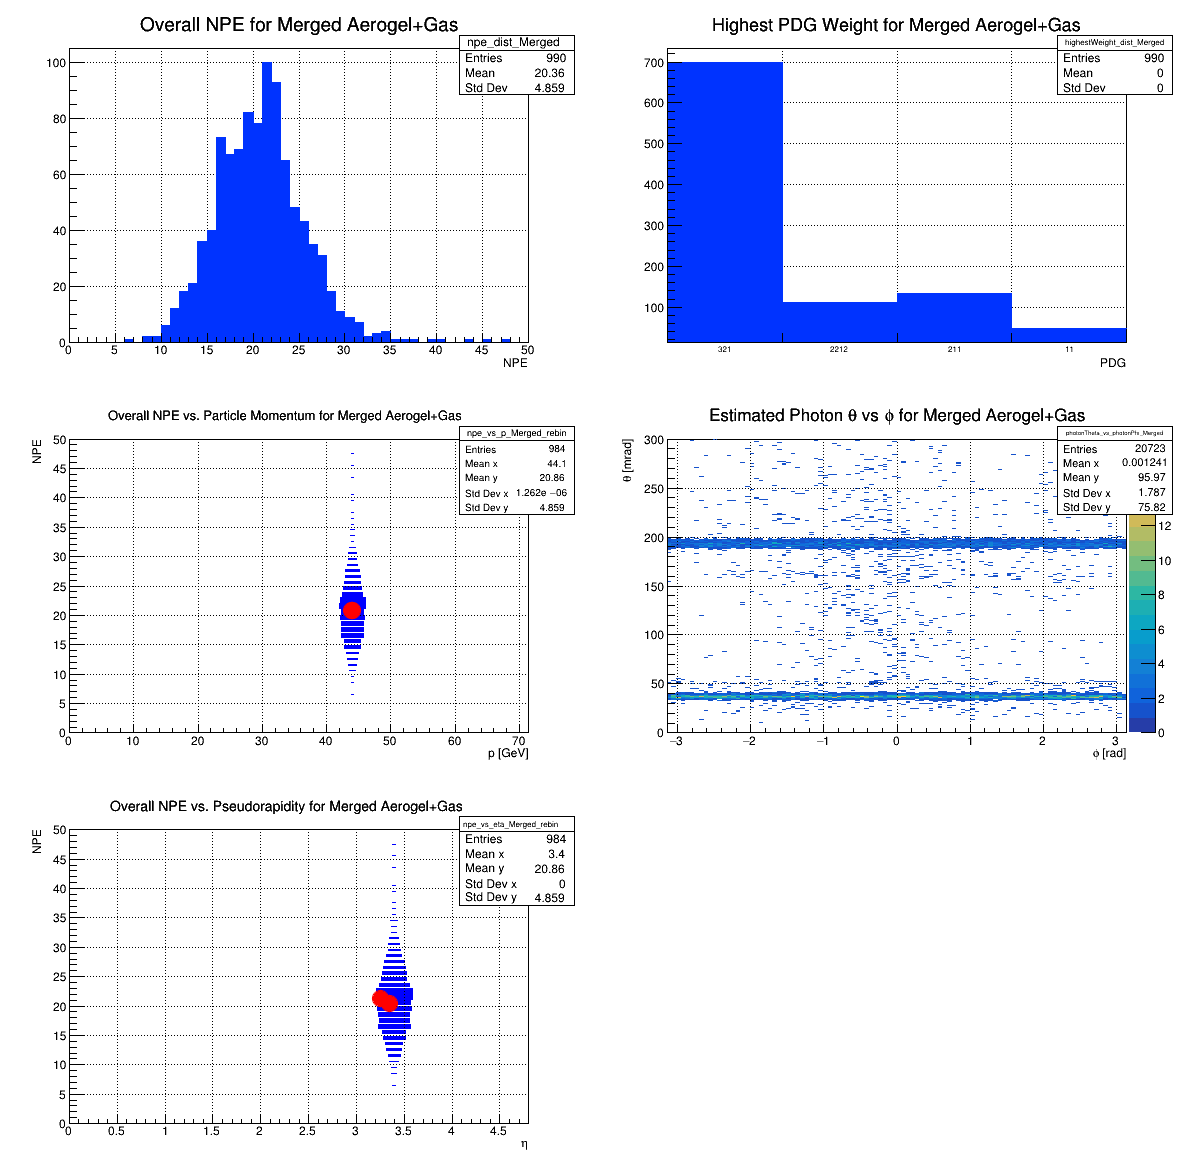 Overall NPE for Merged Aerogel+Gas
npe_dist_Merged
Entries 990
Mean 20.36
Std Dev 4.859
100
80
60
40
20
0
0 5 10 15 20 25 30 35 40 45 50
NPE
Highest PDG Weight for Merged Aerogel+Gas
highestWeight_dist_Merged
Entries 990
Mean 0
Std Dev 0
700
600
500
400
300
200
100
321 2212 211 11
PDG
Overall NPE vs. Particle Momentum for Merged Aerogel+Gas
npe_vs_p_Merged_rebin
Entries 984
Mean x 44.1
Mean y 20.86
Std Dev x 1.262e −06
Std Dev y 4.859
NPE
50
45
40
35
30
25
20
15
10
5
0
0 10 20 30 40 50 60 70
p [GeV]
Estimated Photon θ vs ϕ for Merged Aerogel+Gas
photonTheta_vs_photonPhi_Merged
Entries 20723
Mean x 0.001241
Mean y 95.97
Std Dev x 1.787
Std Dev y 75.82
θ [mrad]
300
250
200
150
100
50
0
−3 −2 −1 0 1 2 3
ϕ [rad]
12
10
8
6
4
2
0
Overall NPE vs. Pseudorapidity for Merged Aerogel+Gas
npe_vs_eta_Merged_rebin
Entries 984
Mean x 3.4
Mean y 20.86
Std Dev x 0
Std Dev y 4.859
NPE
50
45
40
35
30
25
20
15
10
5
0
0 0.5 1 1.5 2 2.5 3 3.5 4 4.5
η